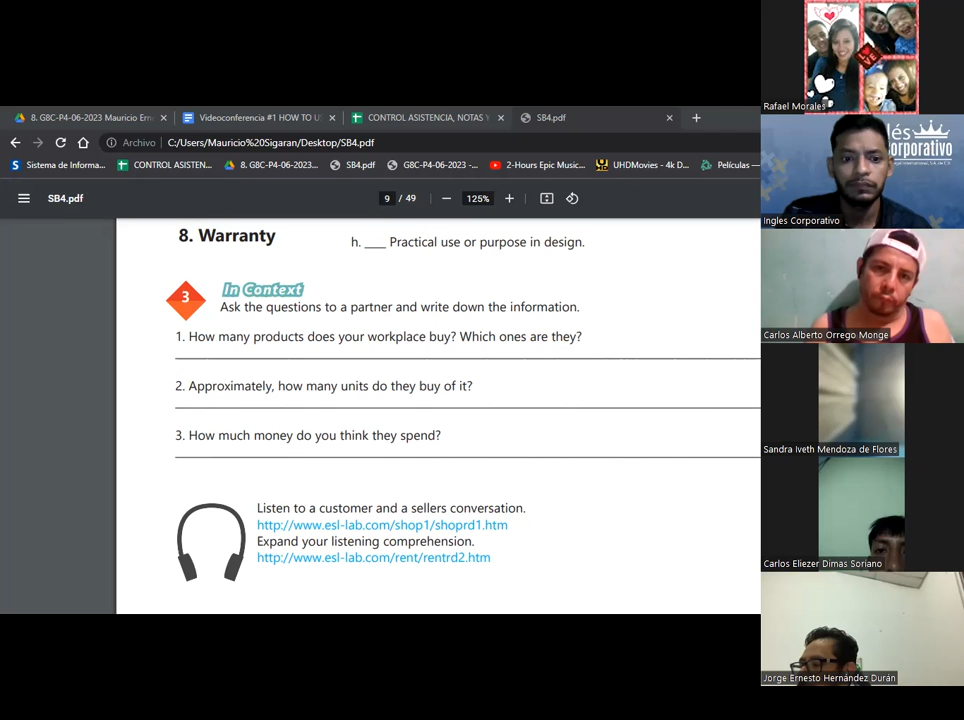 8. G8C-P4-06-2023 Mauricio Ern
Videoconferencia #1 HOW TO U
CONTROL ASISTENCIA, NOTAS Y
SB4.pdf
Archivo
C:/Users/Mauricio%20Sigaran/Desktop/SB4.pdf
Sistema de Informa...
CONTROL ASISTEN...
8. G8C-P4-06-2023...
SB4.pdf
G8C-P4-06-2023 -...
2-Hours Epic Music...
UHDMovies - 4k D...
Películas —
SB4.pdf
9 / 49
125%
8. Warranty
h. ___ Practical use or purpose in design.
3
In Context
Ask the questions to a partner and write down the information.
1. How many products does your workplace buy? Which ones are they?
2. Approximately, how many units do they buy of it?
3. How much money do you think they spend?
Listen to a customer and a sellers conversation.
http://www.esl-lab.com/shop1/shoprd1.htm
Expand your listening comprehension.
http://www.esl-lab.com/rent/rentrd2.htm
LOVE
Rafael Morales
lés
orporativo
Ingles Corporativo
Carlos Alberto Orrego Monge
Sandra Iveth Mendoza de Flores
Carlos Eliezer Dimas Soriano
Jorge Ernesto Hernández Durán